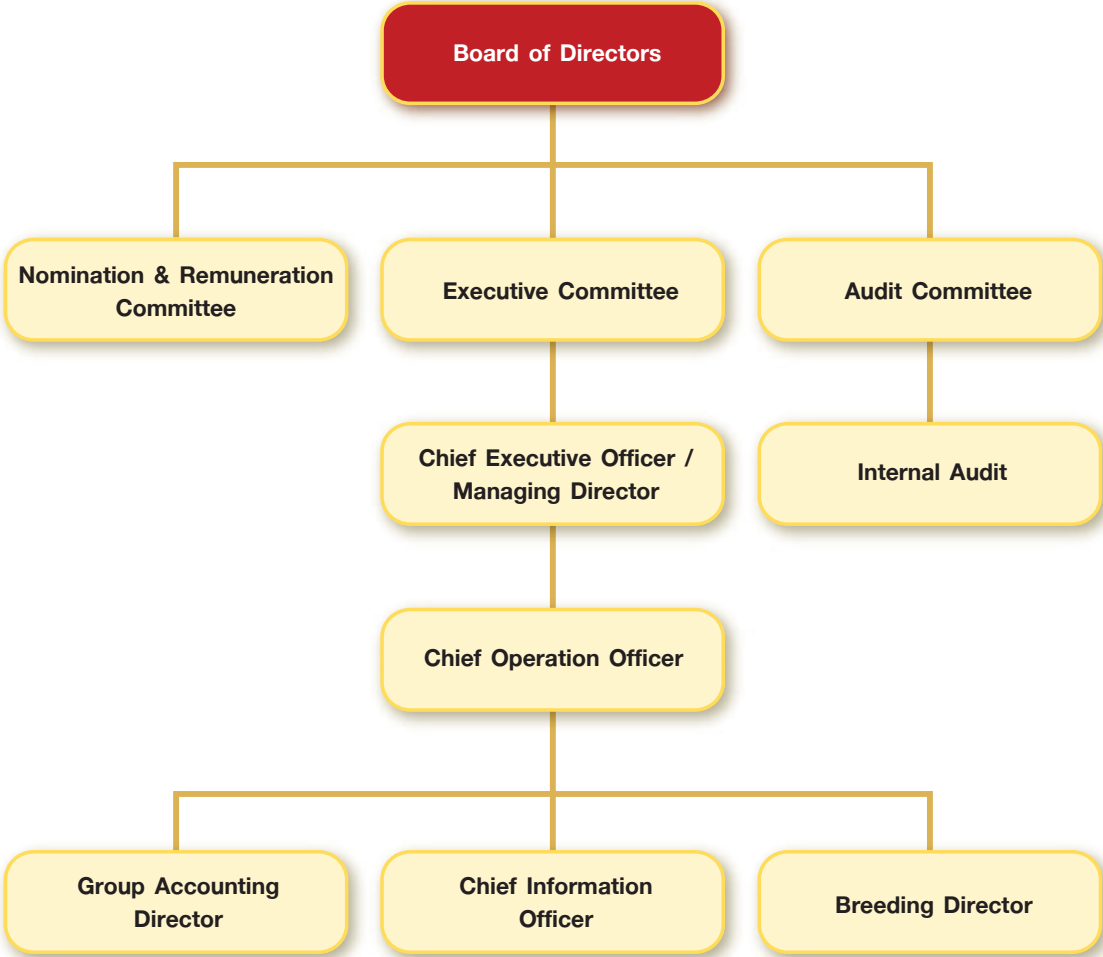 Board of Directors
Nomination & Remuneration
Committee
Executive Committee
Audit Committee
Chief Executive Officer /
Managing Director
Internal Audit
Chief Operation Officer
Group Accounting
Director
Chief Information
Officer
Breeding Director